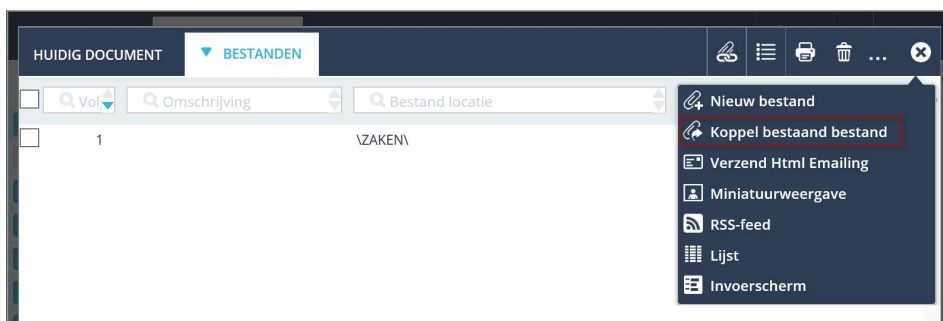 HUIDIG DOCUMENT
BESTANDEN
...
Vol
Omschrijving
Bestand locatie
1
\ZAKEN\
Nieuw bestand
Koppel bestaand bestand
Verzend Html Emailing
Miniatuurweergave
RSS-feed
Lijst
Invoerscherm